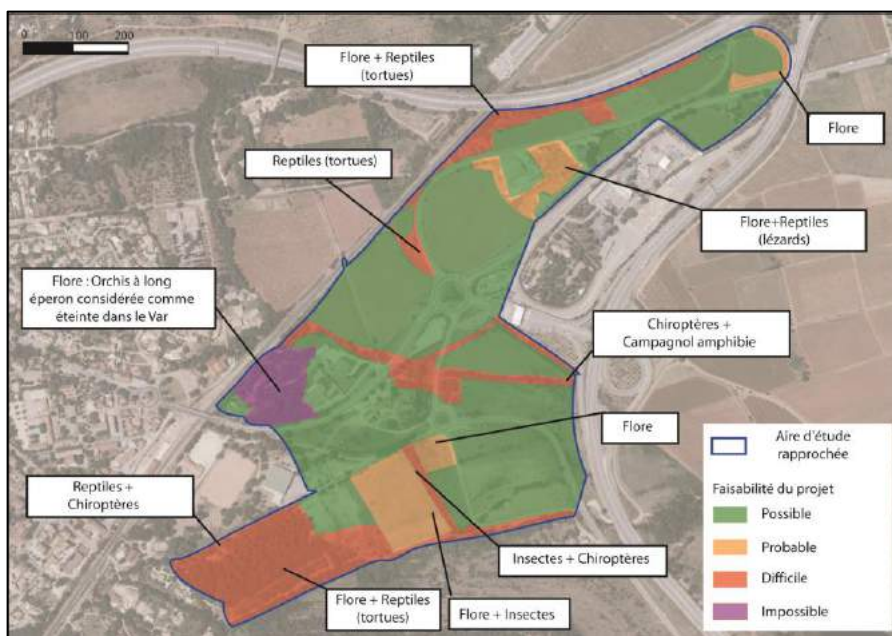 0 100 200
Flore + Reptiles
(tortues)
Flore
Reptiles (tortues)
Flore+Reptiles
(lézards)
Flore : Orchis à long
éperon considérée comme
éteinte dans le Var
Chiroptères +
Campagnol amphibie
Flore
Reptiles +
Chiroptères
Insectes + Chiroptères
Flore + Reptiles
(tortues)
Flore + Insectes
Aire d'étude
rapprochée
Faisabilité du projet
Possible
Probable
Difficile
Impossible